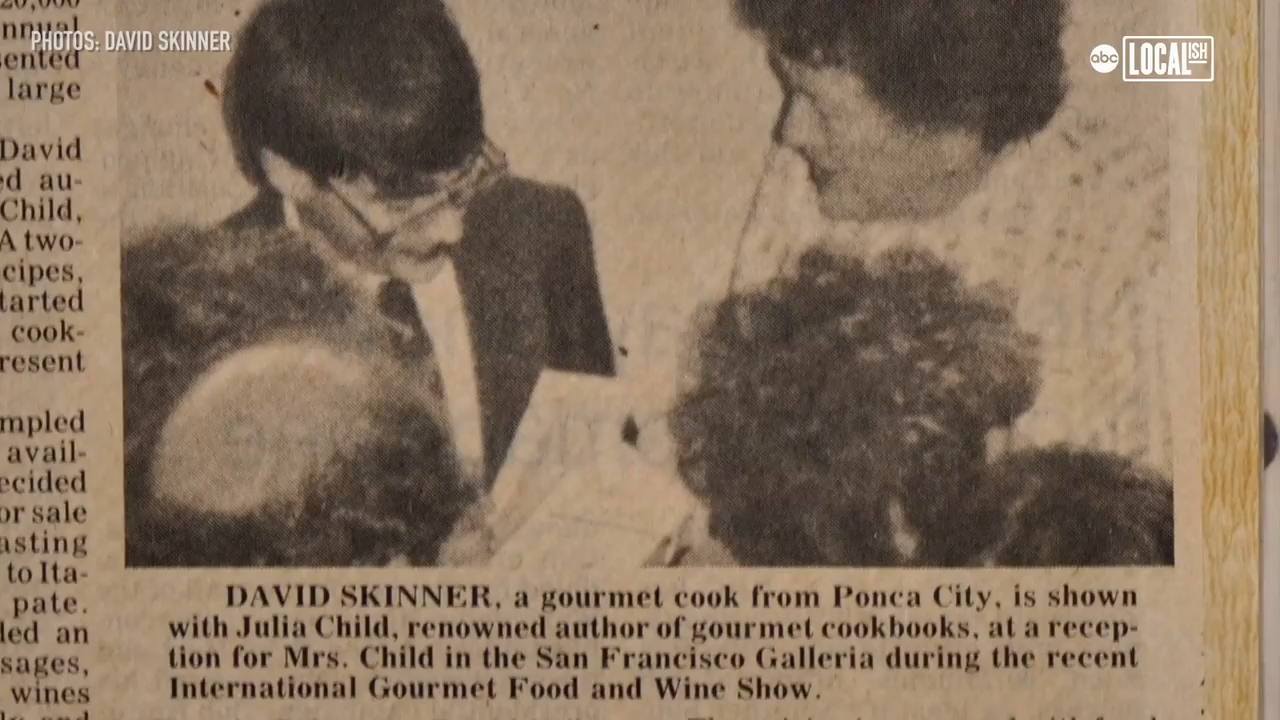 PHOTOS: DAVID SKINNER
abc LOCALISH
20,000
nnual
sented
large
David
ed au-
Child,
A two-
cipes,
tarted
cook-
resent
mpled
avail-
ecided
or sale
asting
to Ita-
pate.
led an
sages,
wines
DAVID SKINNER, a gourmet cook from Ponca City, is shown
with Julia Child, renowned author of gourmet cookbooks, at a recep-
tion for Mrs. Child in the San Francisco Galleria during the recent
International Gourmet Food and Wine Show.